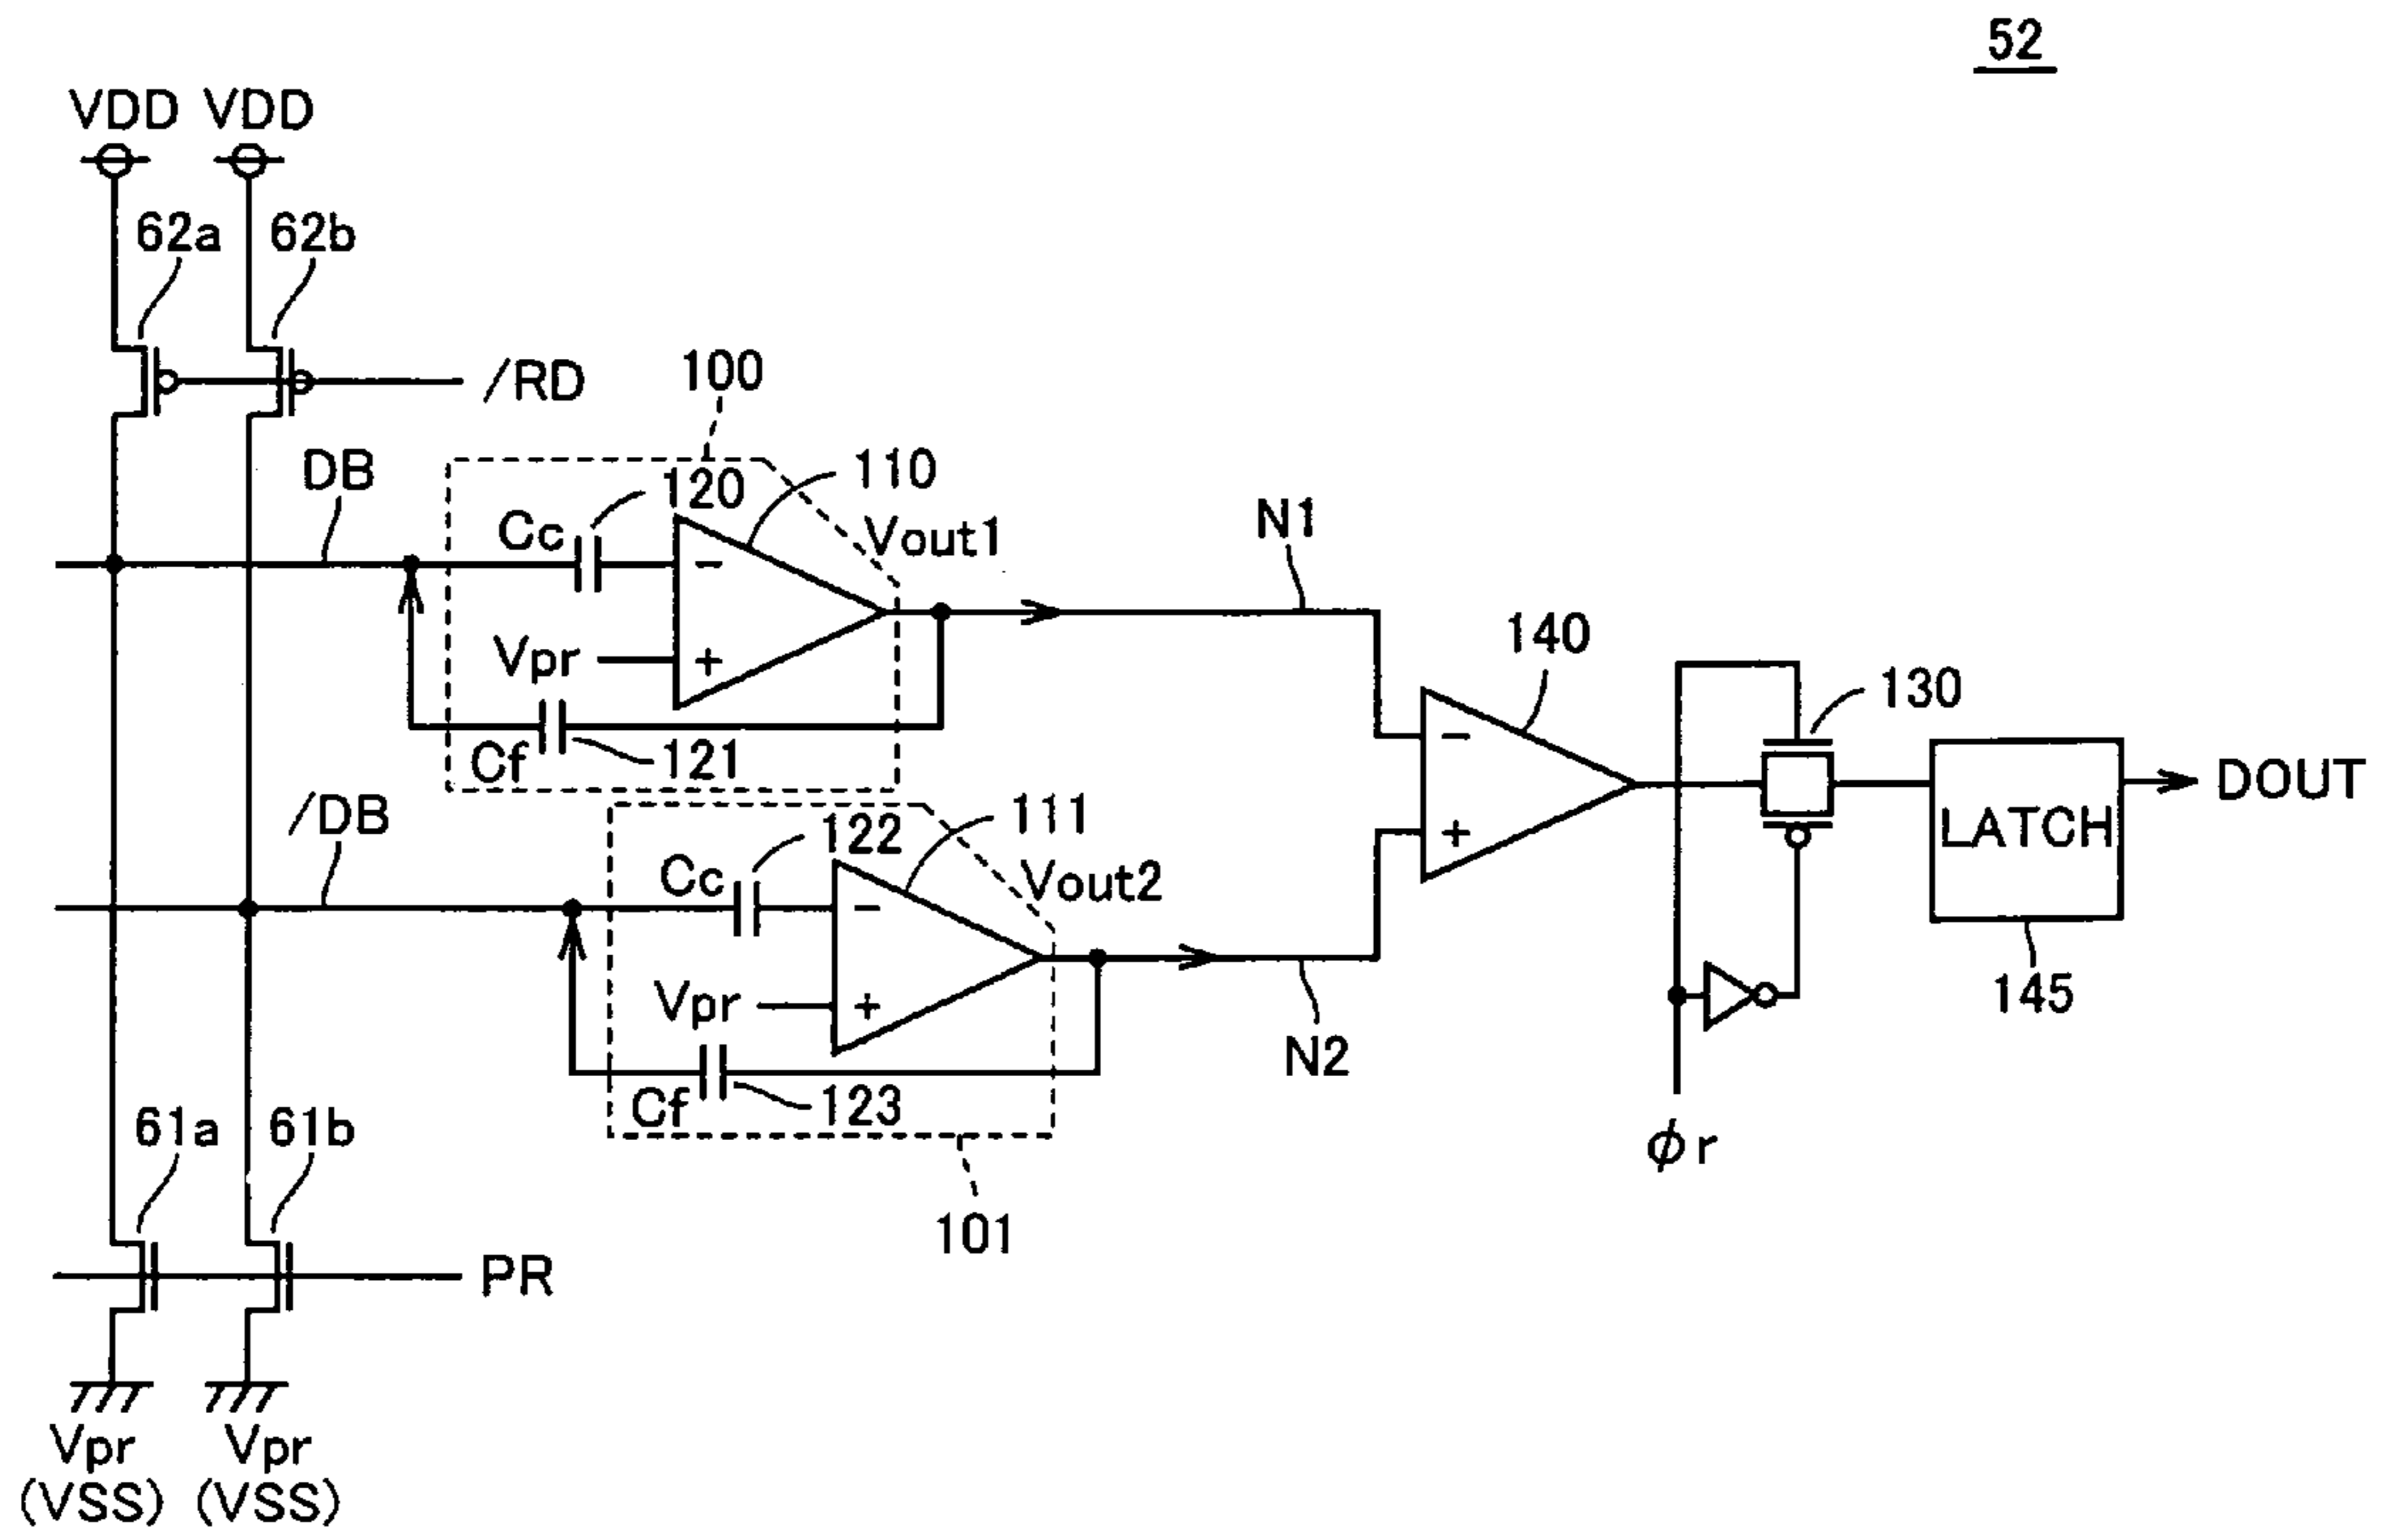 52
VDD VDD
62a 62b
/RD
100
DB
120
110
Cc
Vout1
N1
-
Vpr
+
140
Cf
121
130
-
/DB
122
111
LATCH
DOUT
Cc
Vout2
+
-
145
Vpr
+
N2
Cf
123
61a 61b
φr
101
PR
Vpr Vpr
(VSS) (VSS)